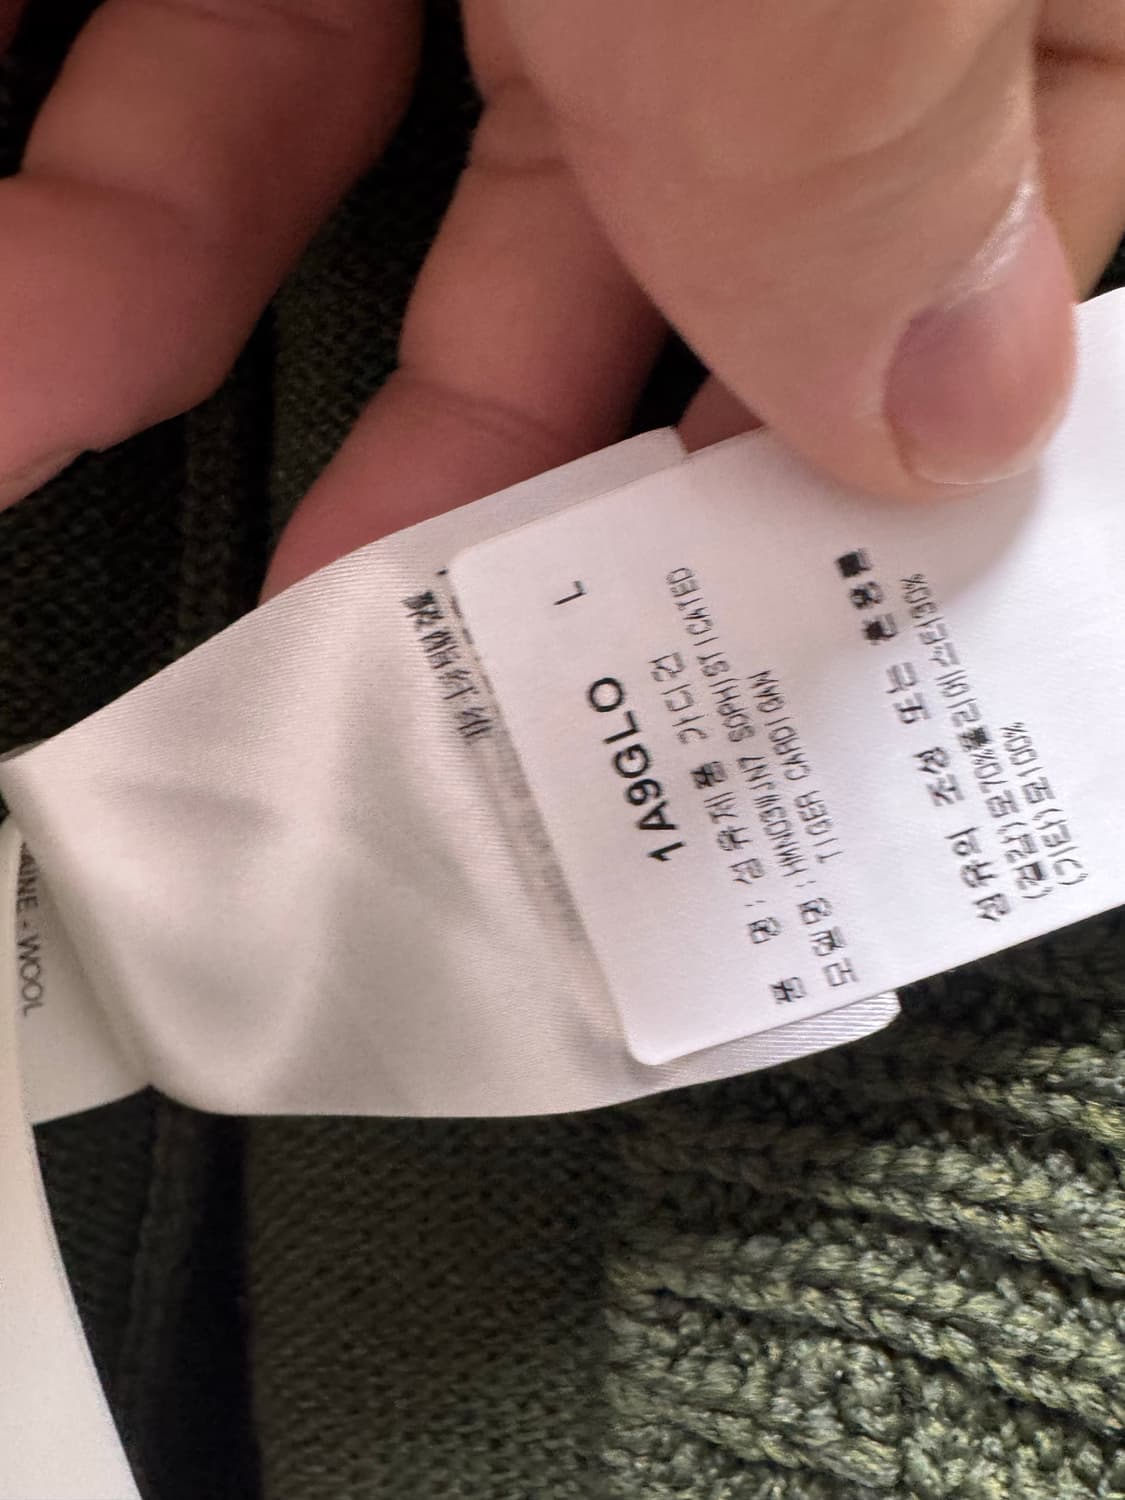 1A9GLO L
품 명 : 섬유제품 가디건
모델명 : HWNG3WJN7 SOPHISTICATED
TIGER CARDIGAN
섬유의 조성 또는 혼용률
(겉감)모70%폴리에스터30%
(기타)모100%
- WOOL